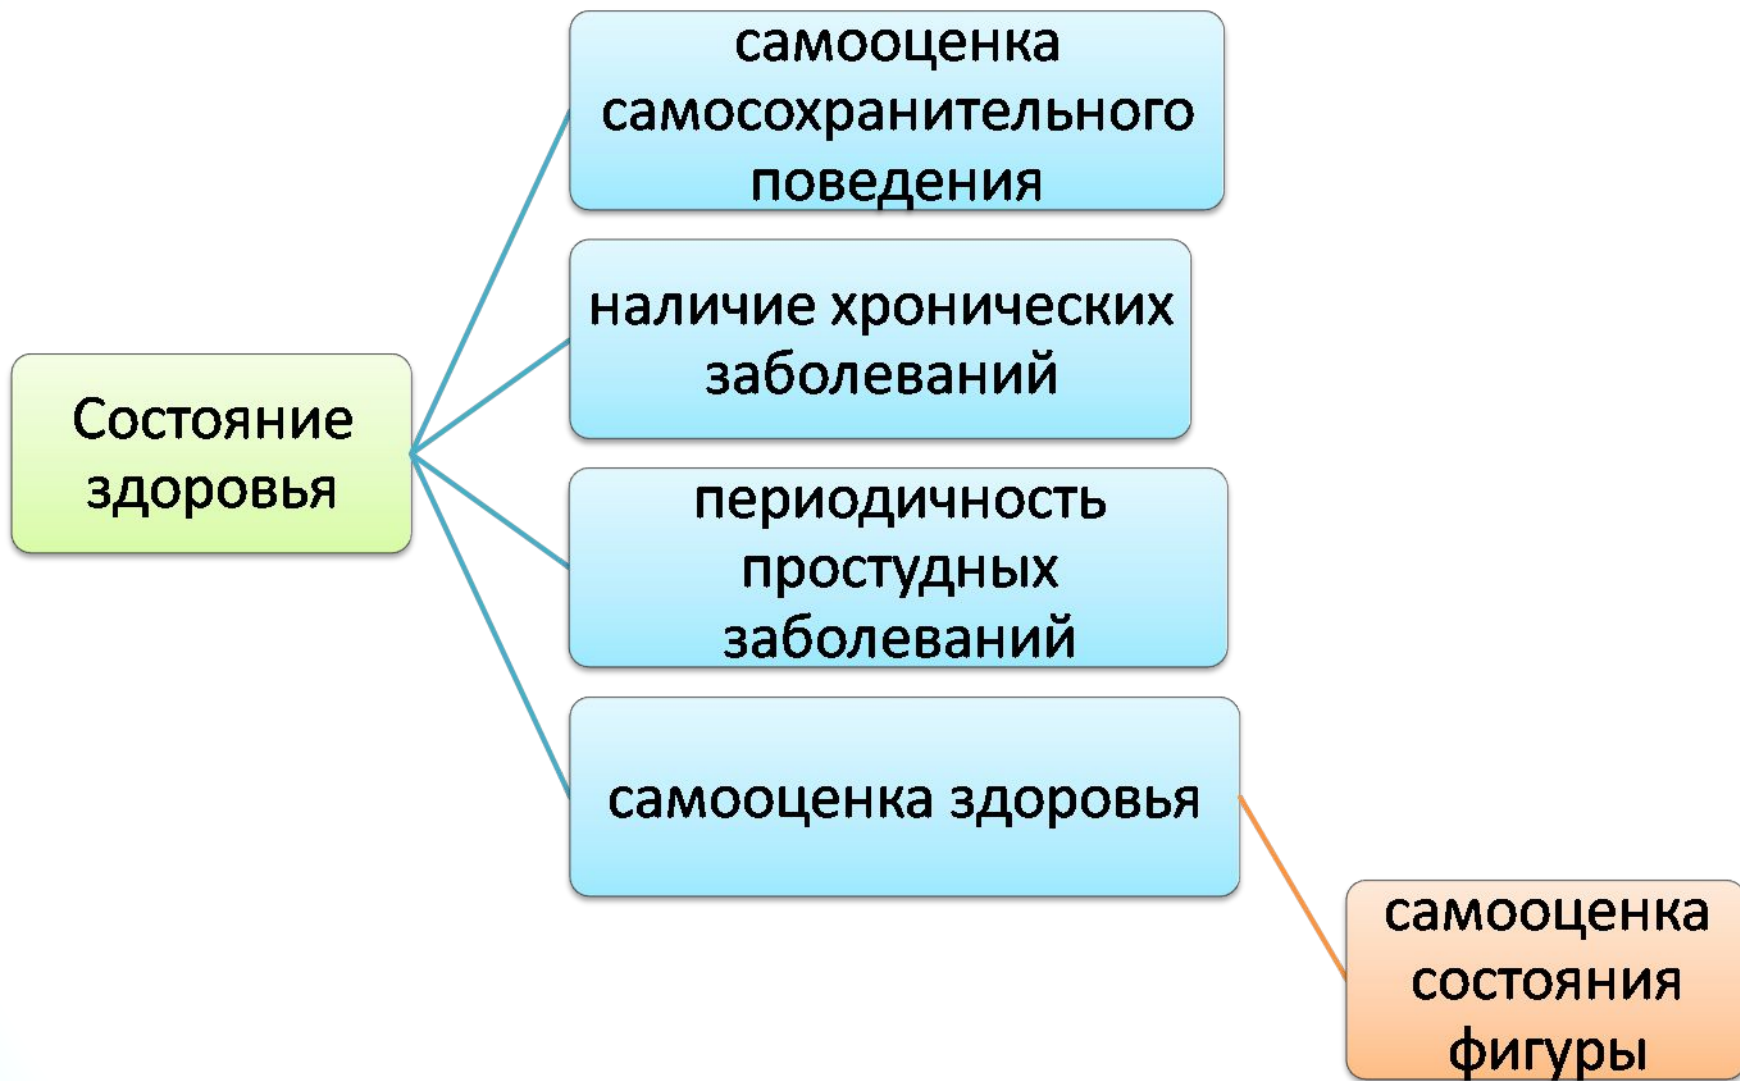 самооценка
самосохранительного
поведения
наличие хронических
заболеваний
Состояние
здоровья
периодичность
простудных
заболеваний
самооценка здоровья
самооценка
состояния
фигуры